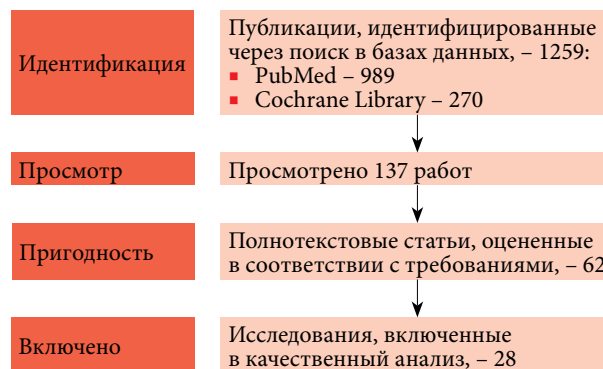 Идентификация
Публикации, идентифицированные
через поиск в базах данных, – 1259:
▪ PubMed – 989
▪ Cochrane Library – 270
Просмотр
Просмотрено 137 работ
Пригодность
Полнотекстовые статьи, оцененные
в соответствии с требованиями, – 62
Включено
Исследования, включенные
в качественный анализ, – 28